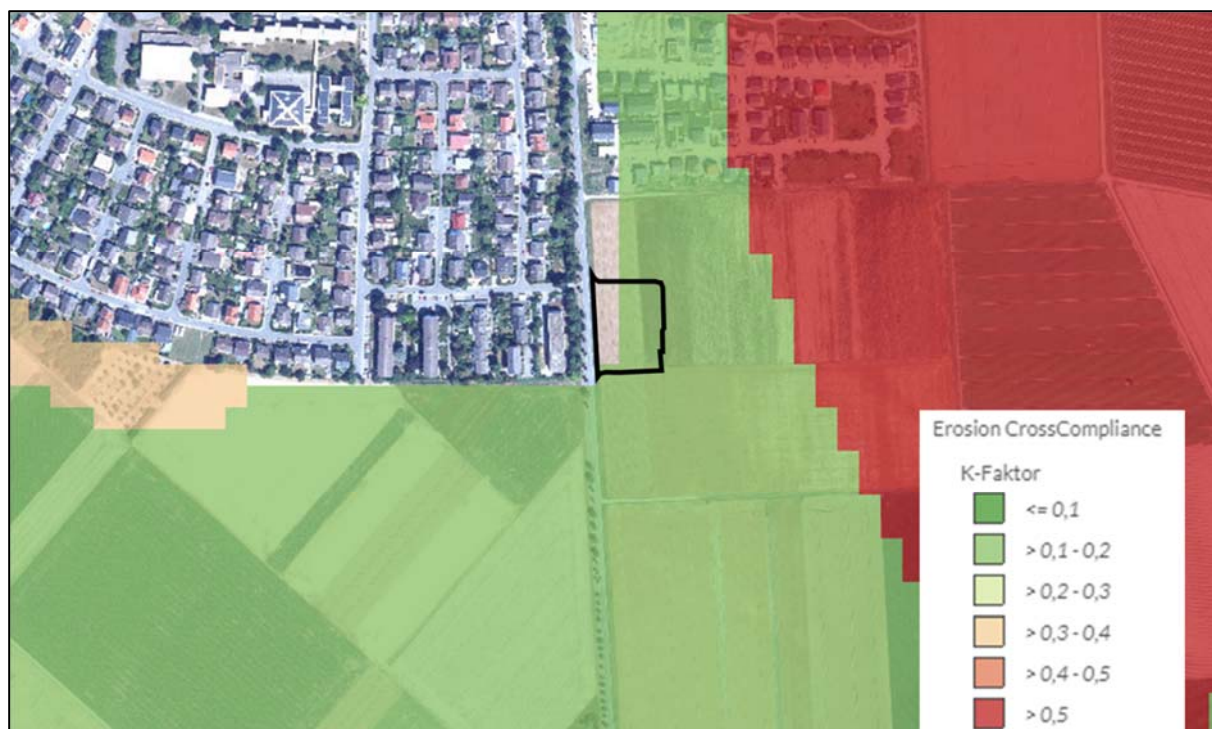 Erosion CrossCompliance
K-Faktor
<= 0,1
> 0,1 - 0,2
> 0,2 - 0,3
> 0,3 - 0,4
> 0,4 - 0,5
> 0,5